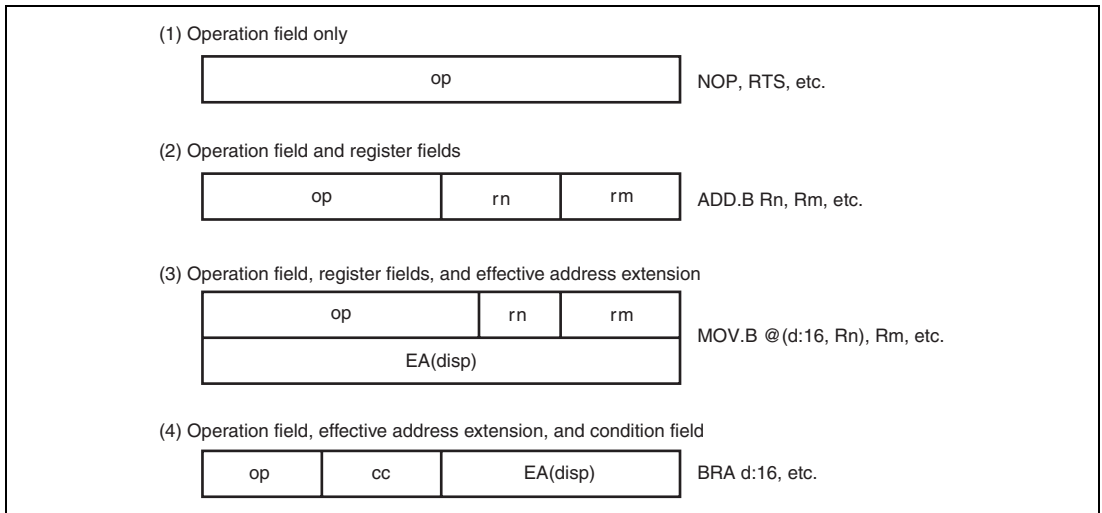 (1) Operation field only
op
NOP, RTS, etc.
(2) Operation field and register fields
op rn rm
ADD.B Rn, Rm, etc.
(3) Operation field, register fields, and effective address extension
op rn rm
EA(disp)
MOV.B @(d:16, Rn), Rm, etc.
(4) Operation field, effective address extension, and condition field
op cc EA(disp)
BRA d:16, etc.